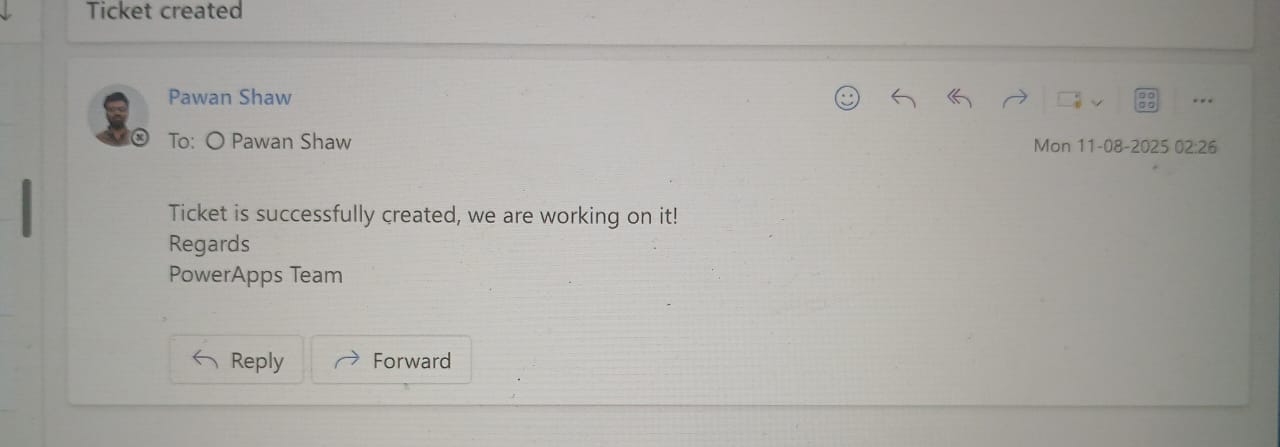 Ticket created
Pawan Shaw
To: Pawan Shaw
Mon 11-08-2025 02:26
Ticket is successfully created, we are working on it!
Regards
PowerApps Team
Reply
Forward